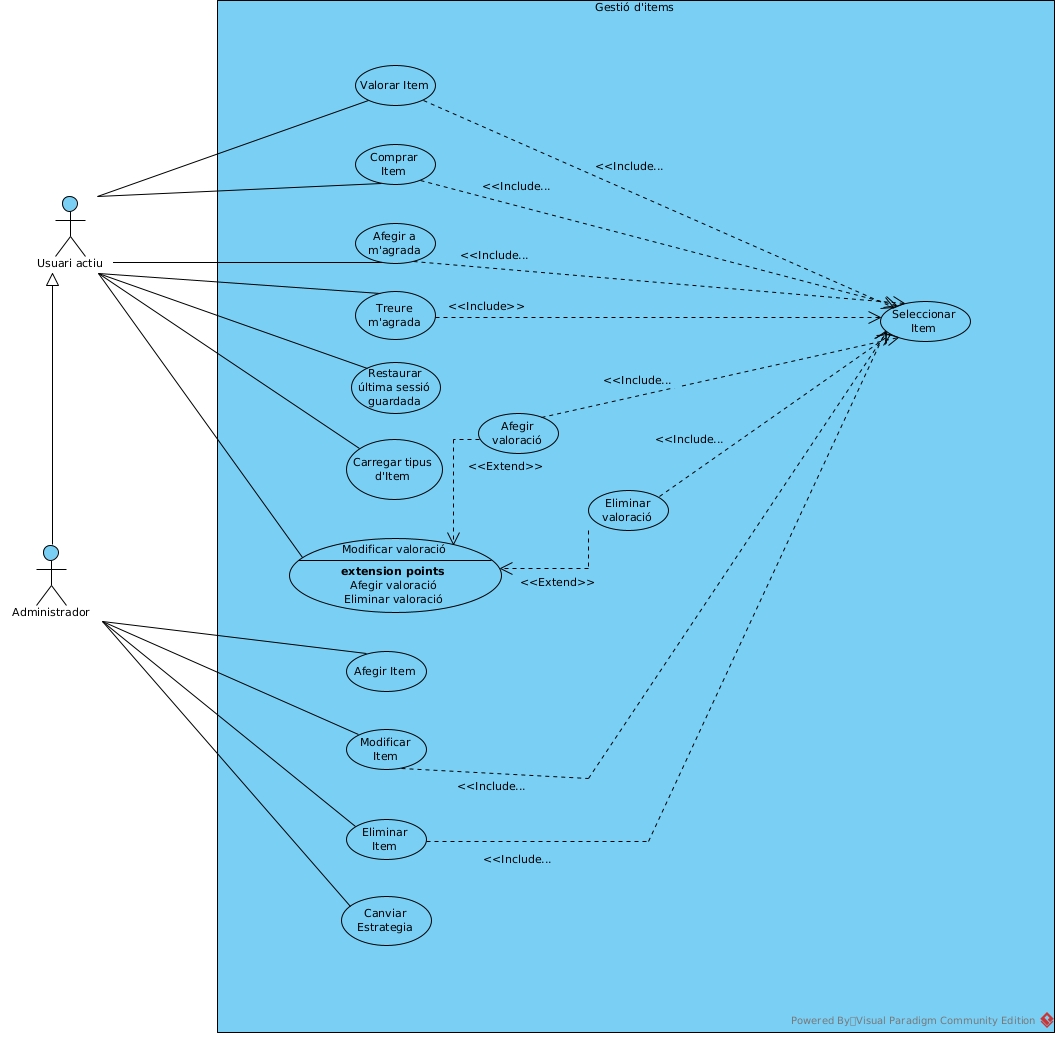 Gestió d'items
Valorar Item
<<Include...
Comprar
Item
<<Include...
Afegir a
m'agrada
<<Include...
Usuari actiu
Treure
m'agrada
<<Include>>
Seleccionar
Item
Restaurar
última sessió
guardada
<<Include...
Afegir
valoració
<<Include...
Carregar tipus
d'Item
<<Extend>>
Eliminar
valoració
Modificar valoració
extension points
Afegir valoració
Eliminar valoració
<<Extend>>
Administrador
Afegir Item
Modificar
Item
<<Include...
Eliminar
Item
<<Include...
Canviar
Estrategia
Powered By Visual Paradigm Community Edition